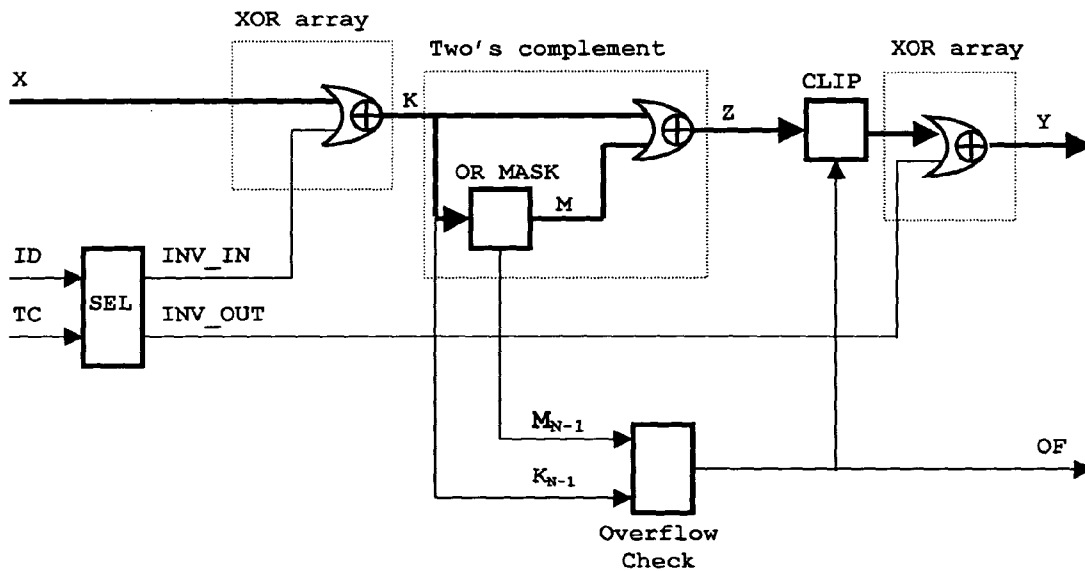 XOR array
Two's complement
XOR array
X
K
Z
CLIP
Y
OR MASK
M
ID
INV_IN
SEL
TC
INV_OUT
M_{N-1}
K_{N-1}
OF
Overflow
Check